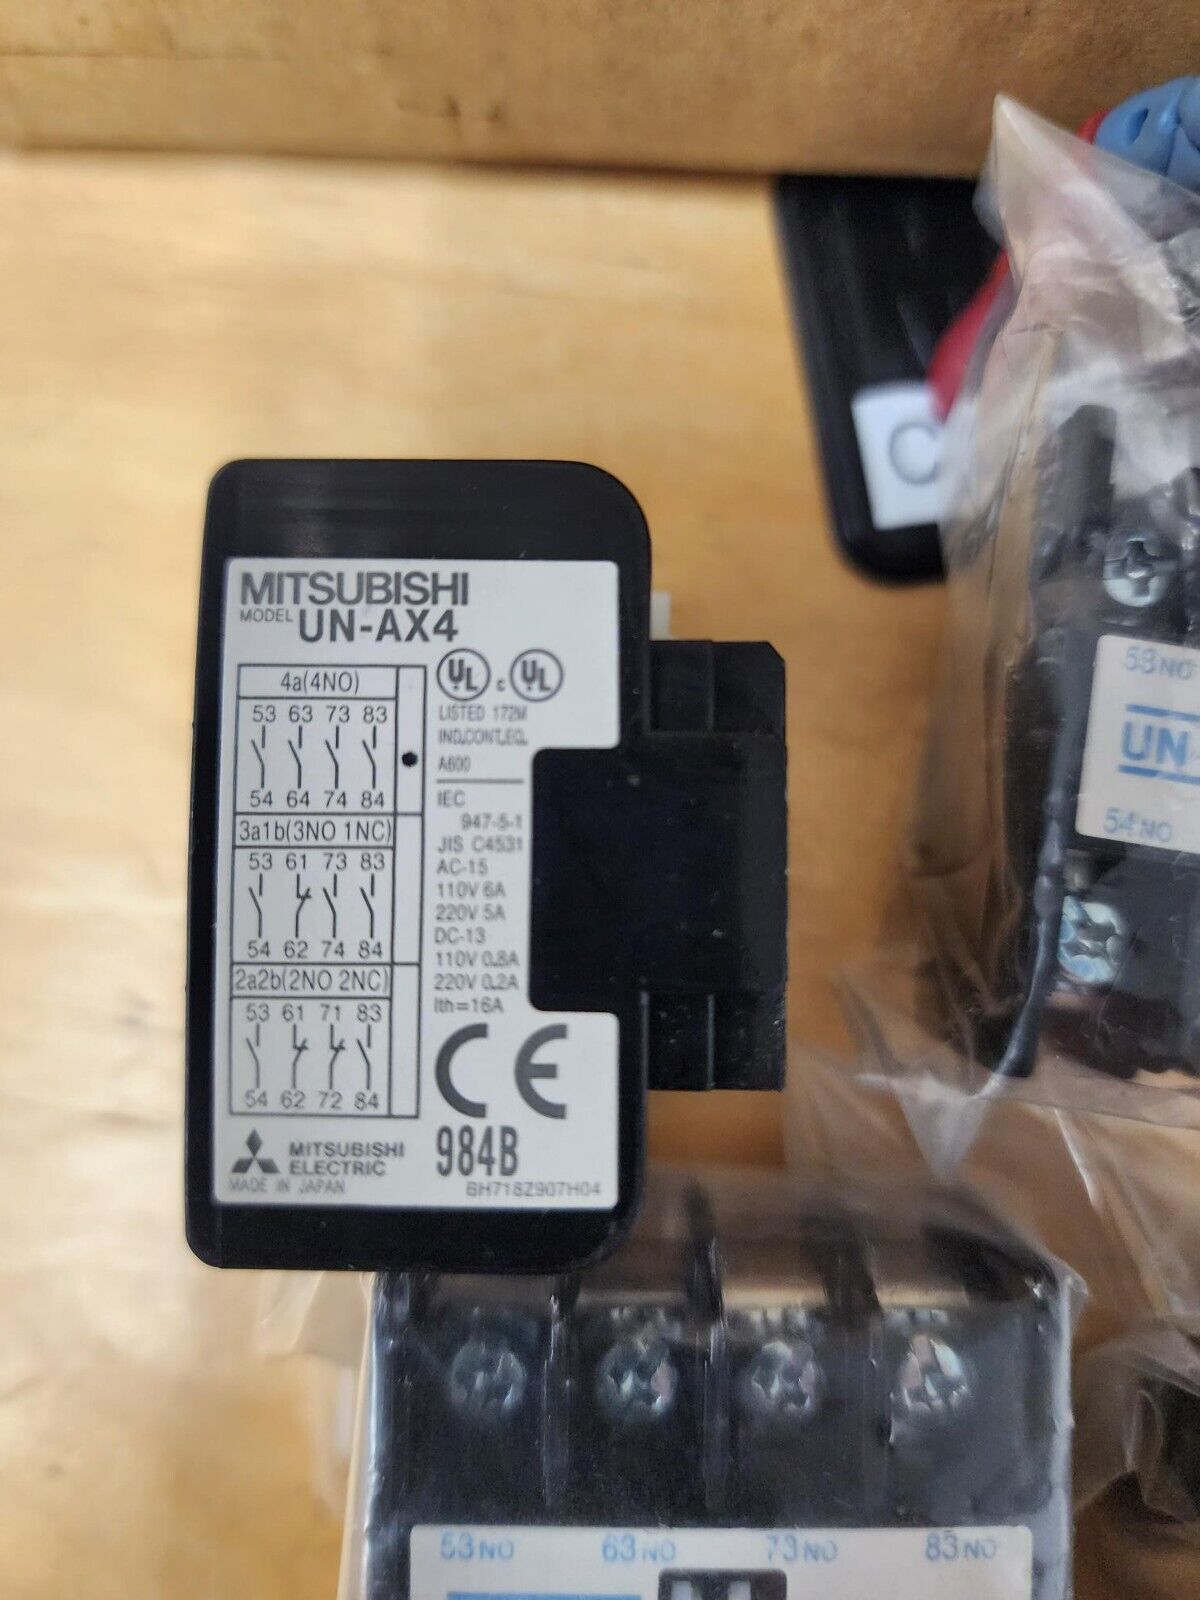 MITSUBISHI
MODEL UN-AX4
4a(4NO)
53 63 73 83
54 64 74 84
3a1b(3NO 1NC)
53 61 73 83
54 62 74 84
2a2b(2NO 2NC)
53 61 71 83
54 62 72 84
UL c UL
LISTED 172M
IND.CONT.EQ.
A600
IEC
947-5-1
JIS C4531
AC-15
110V 6A
220V 5A
DC-13
110V 0.8A
220V 0.2A
Ith=16A
CE
MITSUBISHI
ELECTRIC
MADE IN JAPAN
984B
BH718Z907H04
C
53NO
UN
54NO
53NO 63NO 73NO 83NO